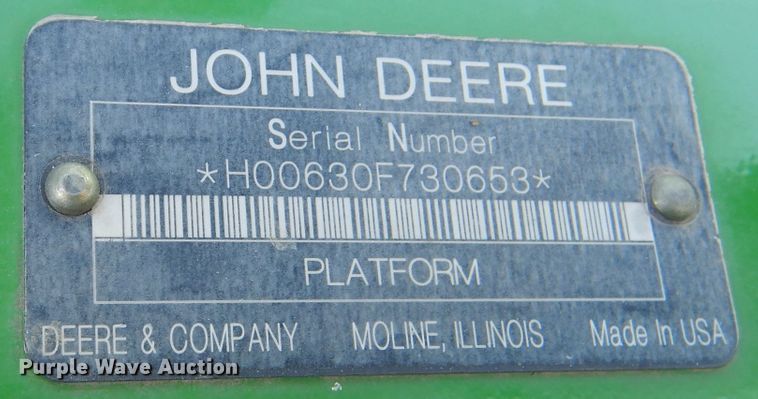 JOHN DEERE
Serial Number
*H00630F730653*
PLATFORM
DEERE & COMPANY MOLINE, ILLINOIS Made In USA
Purple Wave Auction